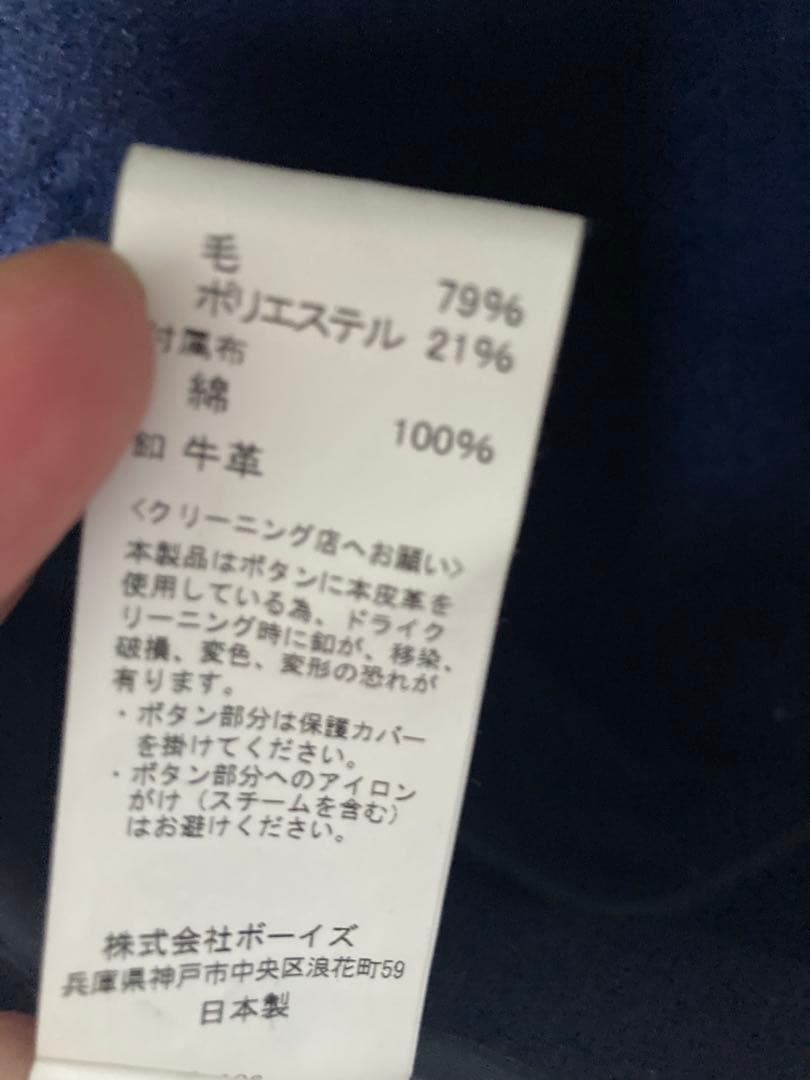 毛 79%
ポリエステル 21%
付属布
綿 100%
釦 牛革
<クリーニング店へお願い>
本製品はボタンに本皮革を
使用している為、ドライク
リーニング時に釦が、移染、
破損、変色、変形の恐れが
有ります。
・ボタン部分は保護カバー
を掛けてください。
・ボタン部分へのアイロン
がけ（スチームを含む）
はお避けください。
株式会社ボーイズ
兵庫県神戸市中央区浪花町59
日本製